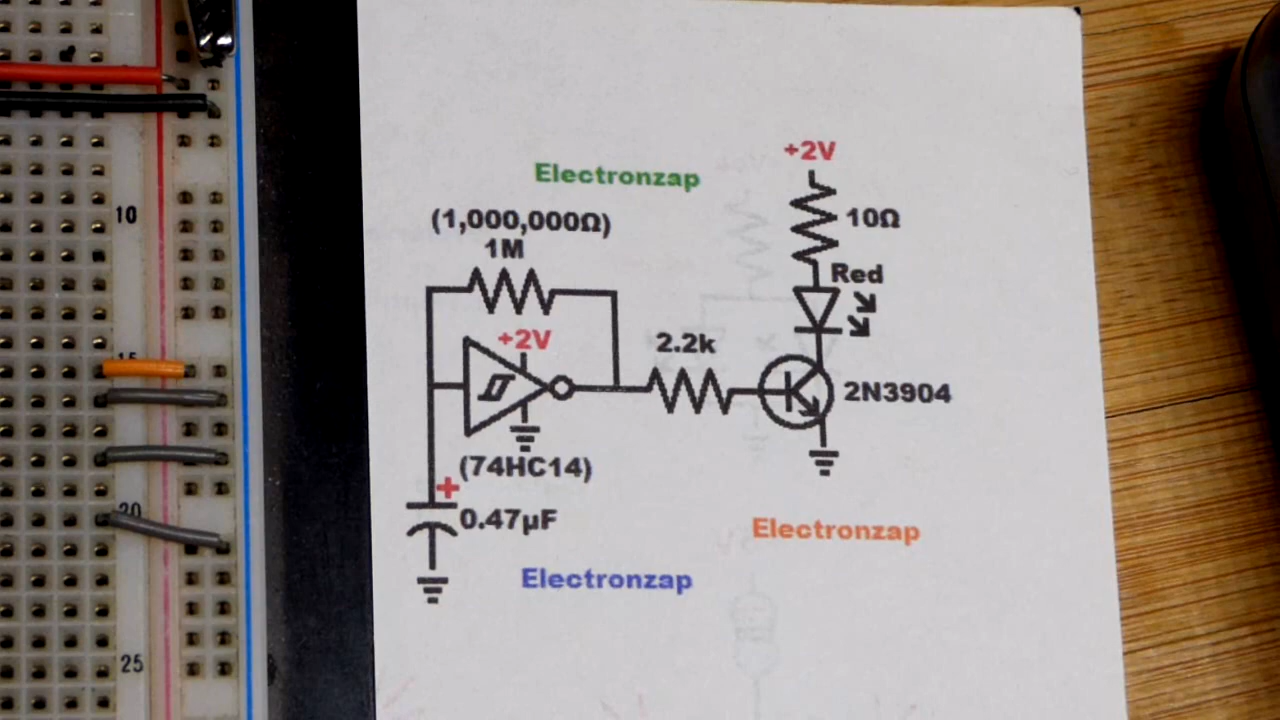 +2V
Electronzap
(1,000,000Ω)
1M
10Ω
Red
+2V
2.2k
2N3904
(74HC14)
+
0.47µF
Electronzap
Electronzap
10
15
20
25